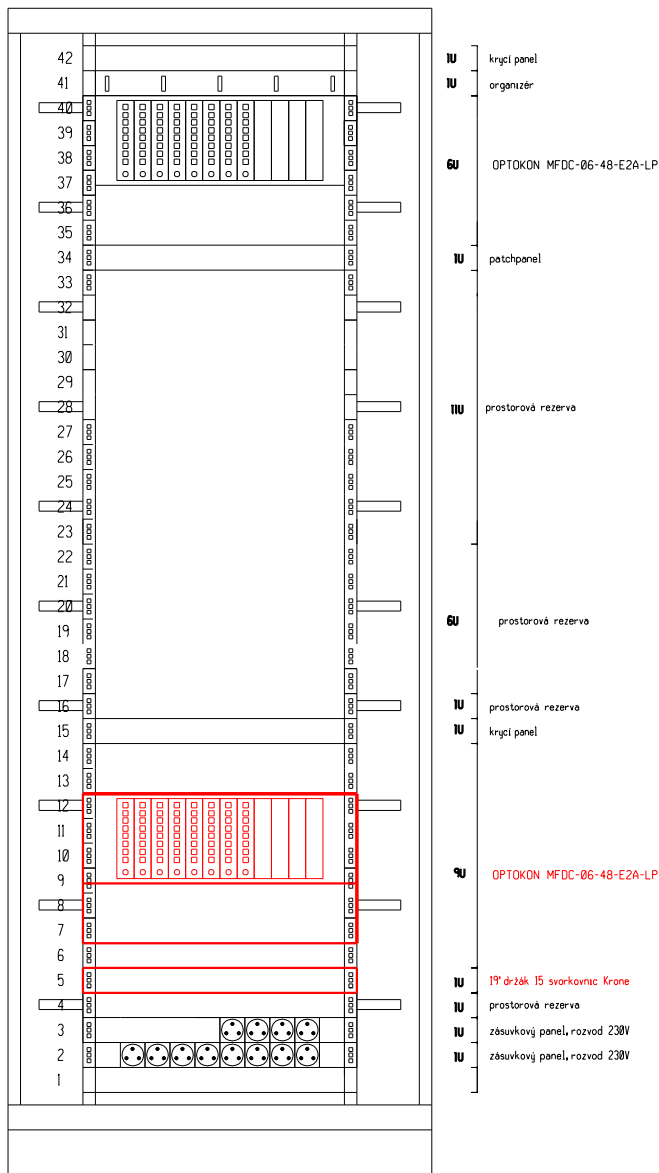 42 1U krycí panel
41 1U organizér
40
39
38 6U OPTOKON MFDC-06-48-E2A-LP
37
36
35
34 1U patchpanel
33
32
31
30
29
28 11U prostorová rezerva
27
26
25
24
23
22
21
20
19 6U prostorová rezerva
18
17
16 1U prostorová rezerva
15 1U krycí panel
14
13
12
11
10
9 9U OPTOKON MFDC-06-48-E2A-LP
8
7
6
5 1U 19" držák 15 svorkovnic Krone
4 1U prostorová rezerva
3 1U zásuvkový panel, rozvod 230V
2 1U zásuvkový panel, rozvod 230V
1